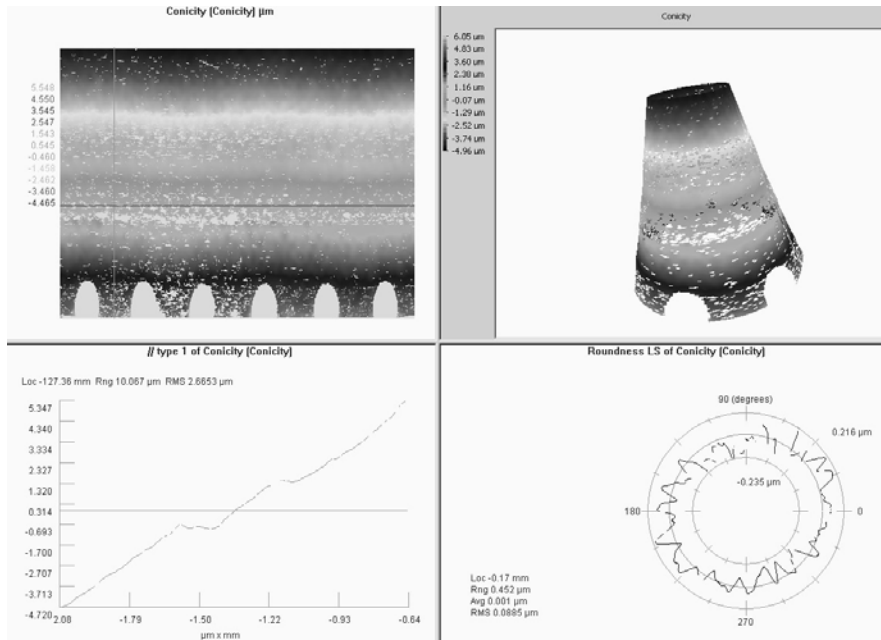 Conicity [Conicity] µm
5.548
4.550
3.545
2.547
1.543
0.545
-0.460
-1.458
-2.462
-3.460
-4.465
Conicity
6.05 um
4.83 um
3.60 um
2.38 um
1.16 um
-0.07 um
-1.29 um
-2.52 um
-3.74 um
-4.96 um
// type 1 of Conicity [Conicity]
Loc -127.36 mm Rng 10.067 µm RMS 2.6653 µm
5.347
4.340
3.334
2.327
1.320
0.314
-0.693
-1.700
-2.707
-3.713
-4.720
-2.08 -1.79 -1.50 -1.22 -0.93 -0.64
µm x mm
Roundness LS of Conicity [Conicity]
90 (degrees)
0.216 µm
-0.235 µm
180
0
270
Loc -0.17 mm
Rng 0.452 µm
Avg 0.001 µm
RMS 0.0885 µm